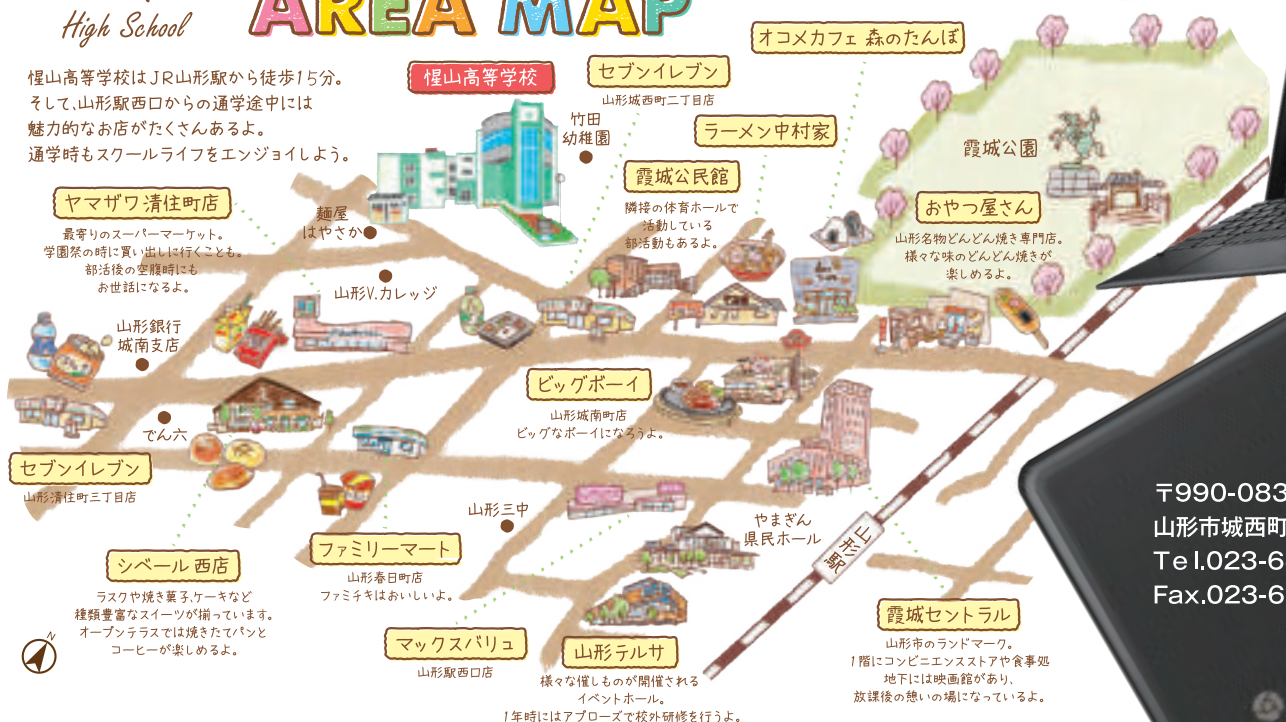 High School
AREA MAP
惺山高等学校はJR山形駅から徒歩15分。
そして、山形駅西口からの通学途中には
魅力的なお店がたくさんあるよ。
通学時もスクールライフをエンジョイしよう。
惺山高等学校
セブンイレブン
山形城西町二丁目店
オコメカフェ 森のたんぼ
竹田
幼稚園
ラーメン中村家
霞城公園
霞城公民館
隣接の体育ホールで
活動している
部活動もあるよ。
ヤマザワ清住町店
最寄りのスーパーマーケット。
学園祭の時に買い出しに行くことも。
部活後の空腹時にも
お世話になるよ。
麺屋
はやさか
おやつ屋さん
山形名物どんどん焼き専門店。
様々な味のどんどん焼きが
楽しめるよ。
山形V.カレッジ
山形銀行
城南支店
ビッグボーイ
山形城南町店
ビッグなボーイになろうよ。
でん六
セブンイレブン
山形清住町三丁目店
山形三中
やまぎん
県民ホール
山形駅
シベール 西店
ラスクや焼き菓子、ケーキなど
種類豊富なスイーツが揃っています。
オープンテラスでは焼きたてパンと
コーヒーが楽しめるよ。
ファミリーマート
山形春日町店
ファミチキはおいしいよ。
マックスバリュ
山形駅西口店
山形テルサ
様々な催しものが開催される
イベントホール。
1年時にはアプローズで校外研修を行うよ。
霞城セントラル
山形市のランドマーク。
1階にコンビニエンスストアや食事処
地下には映画館があり、
放課後の憩いの場になっているよ。
N
〒990-083
山形市城西町
Tel.023-6
Fax.023-6